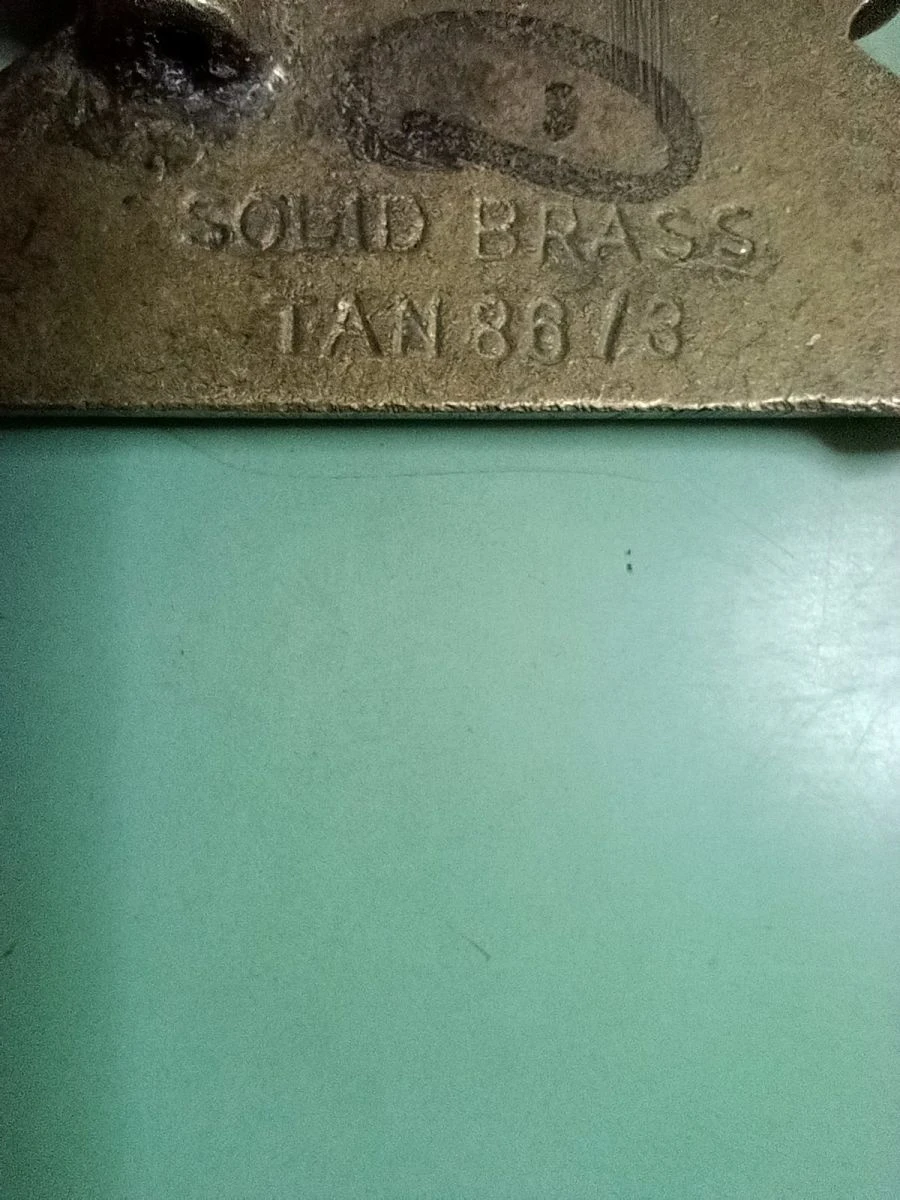 SOLID BRASS
TAN 86/3